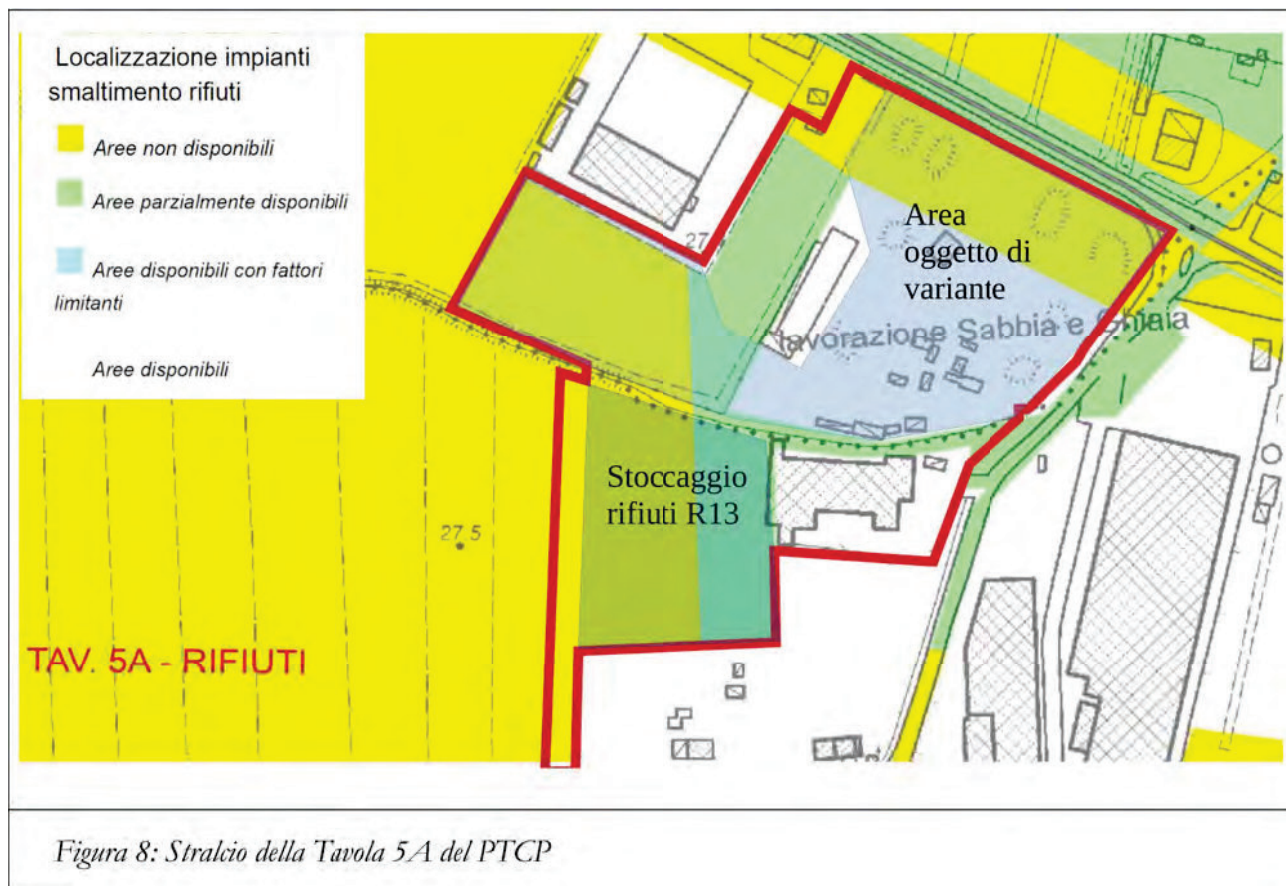 Localizzazione impianti
smaltimento rifiuti
Aree non disponibili
Aree parzialmente disponibili
Aree disponibili con fattori
limitanti
Aree disponibili
27
Area
oggetto di
variante
lavorazione Sabbia e Ghiaia
Stoccaggio
rifiuti R13
27.5
TAV. 5A - RIFIUTI
Figura 8: Stralcio della Tavola 5A del PTCP